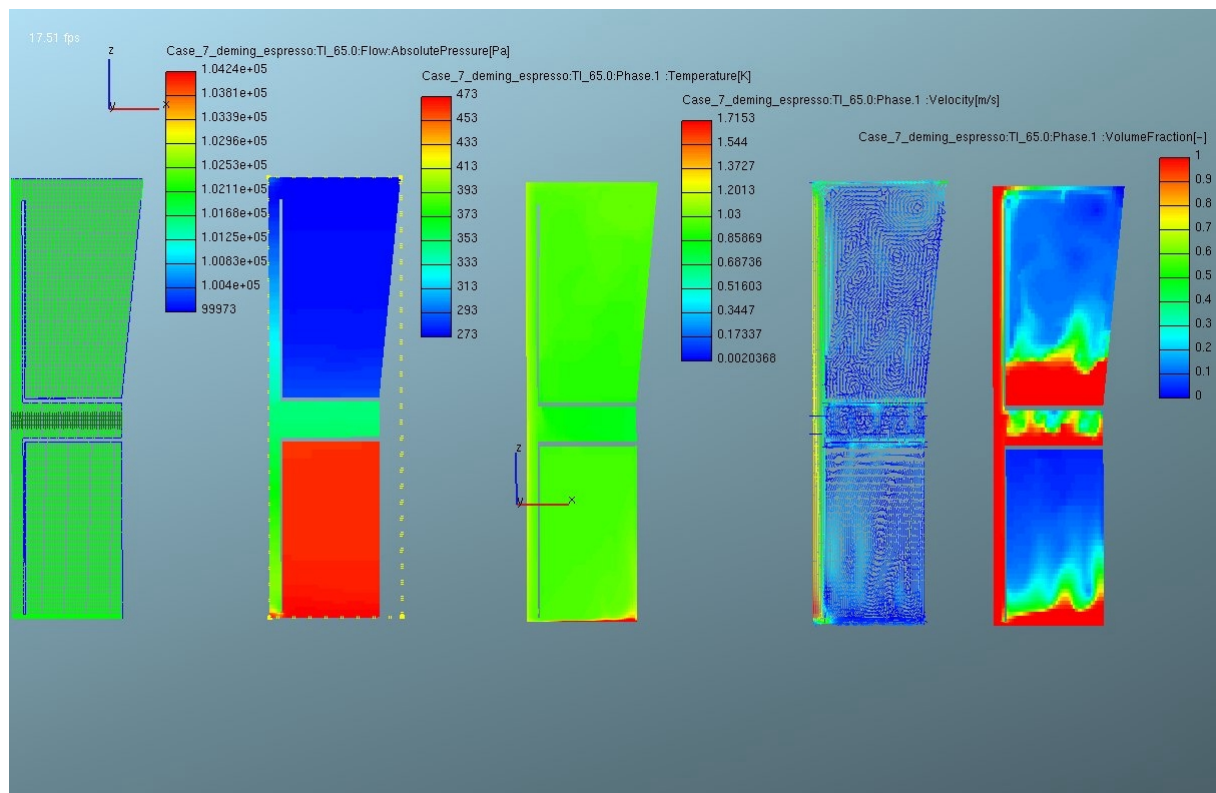 17.51 fps
z
y
x
Case_7_deming_espresso:TI_65.0:Flow:AbsolutePressure[Pa]
1.0424e+05
1.0381e+05
1.0339e+05
1.0296e+05
1.0253e+05
1.0211e+05
1.0168e+05
1.0125e+05
1.0083e+05
1.004e+05
99973
Case_7_deming_espresso:TI_65.0:Phase.1 :Temperature[K]
473
453
433
413
393
373
353
333
313
293
273
Case_7_deming_espresso:TI_65.0:Phase.1 :Velocity[m/s]
1.7153
1.544
1.3727
1.2013
1.03
0.85869
0.68736
0.51603
0.3447
0.17337
0.0020368
Case_7_deming_espresso:TI_65.0:Phase.1 :VolumeFraction[-]
1
0.9
0.8
0.7
0.6
0.5
0.4
0.3
0.2
0.1
0
z
y
x